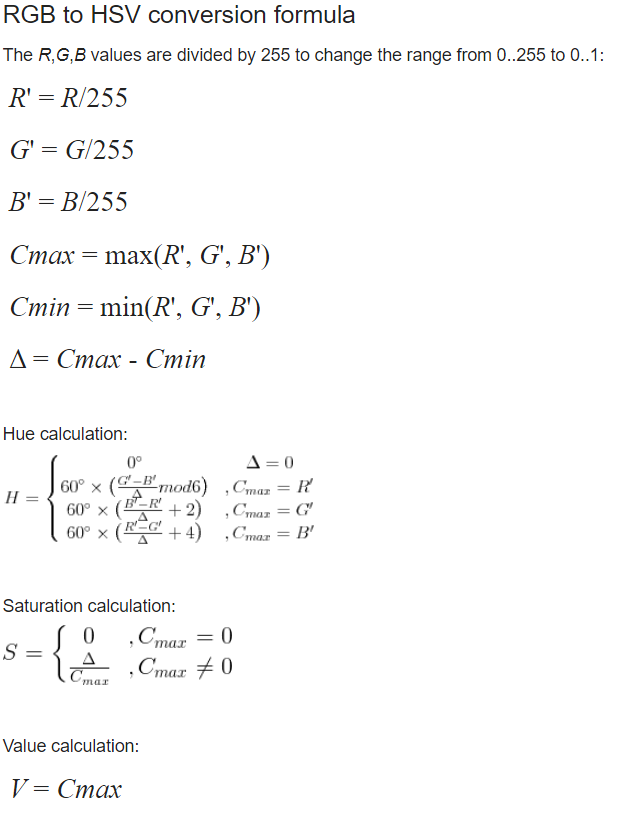 RGB to HSV conversion formula
The R,G,B values are divided by 255 to change the range from 0..255 to 0..1:
R' = R/255
G' = G/255
B' = B/255
Cmax = max(R', G', B')
Cmin = min(R', G', B')
Δ = Cmax - Cmin
Hue calculation:
H = {
0° Δ = 0
60° × (G'−B'/Δ mod6) , Cmax = R'
60° × (B'−R'/Δ + 2) , Cmax = G'
60° × (R'−G'/Δ + 4) , Cmax = B'
Saturation calculation:
S = {
0 , Cmax = 0
Δ/Cmax , Cmax ≠ 0
Value calculation:
V = Cmax